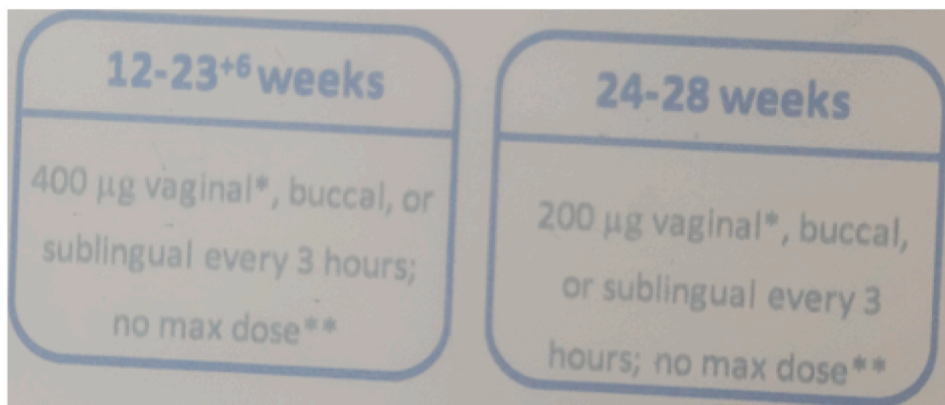 12-23+6 weeks
400 μg vaginal*, buccal, or
sublingual every 3 hours;
no max dose**
24-28 weeks
200 μg vaginal*, buccal,
or sublingual every 3
hours; no max dose**